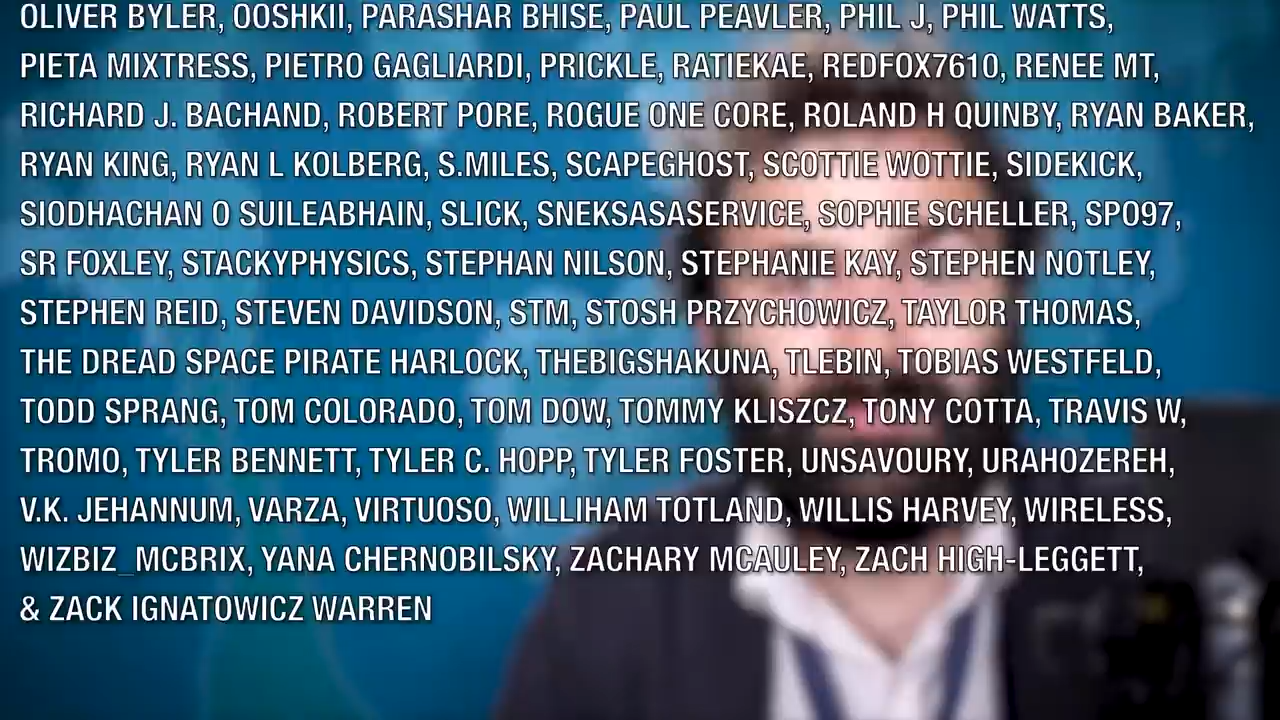 OLIVER BYLER, OOSHKII, PARASHAR BHISE, PAUL PEAVLER, PHIL J, PHIL WATTS,
PIETA MIXTRESS, PIETRO GAGLIARDI, PRICKLE, RATIEKAE, REDFOX7610, RENEE MT,
RICHARD J. BACHAND, ROBERT PORE, ROGUE ONE CORE, ROLAND H QUINBY, RYAN BAKER,
RYAN KING, RYAN L KOLBERG, S.MILES, SCAPEGHOST, SCOTTIE WOTTIE, SIDEKICK,
SIODHACHAN O SUILEABHAIN, SLICK, SNEKSASASERVICE, SOPHIE SCHELLER, SPO97,
SR FOXLEY, STACKYPHYSICS, STEPHAN NILSON, STEPHANIE KAY, STEPHEN NOTLEY,
STEPHEN REID, STEVEN DAVIDSON, STM, STOSH PRZYCHOWICZ, TAYLOR THOMAS,
THE DREAD SPACE PIRATE HARLOCK, THEBIGSHAKUNA, TLEBIN, TOBIAS WESTFELD,
TODD SPRANG, TOM COLORADO, TOM DOW, TOMMY KLISZCZ, TONY COTTA, TRAVIS W,
TROMO, TYLER BENNETT, TYLER C. HOPP, TYLER FOSTER, UNSAVOURY, URAHOZEREH,
V.K. JEHANNUM, VARZA, VIRTUOSO, WILLIHAM TOTLAND, WILLIS HARVEY, WIRELESS,
WIZBIZ_MCBRIX, YANA CHERNOBILSKY, ZACHARY MCAULEY, ZACH HIGH-LEGGETT,
& ZACK IGNATOWICZ WARREN